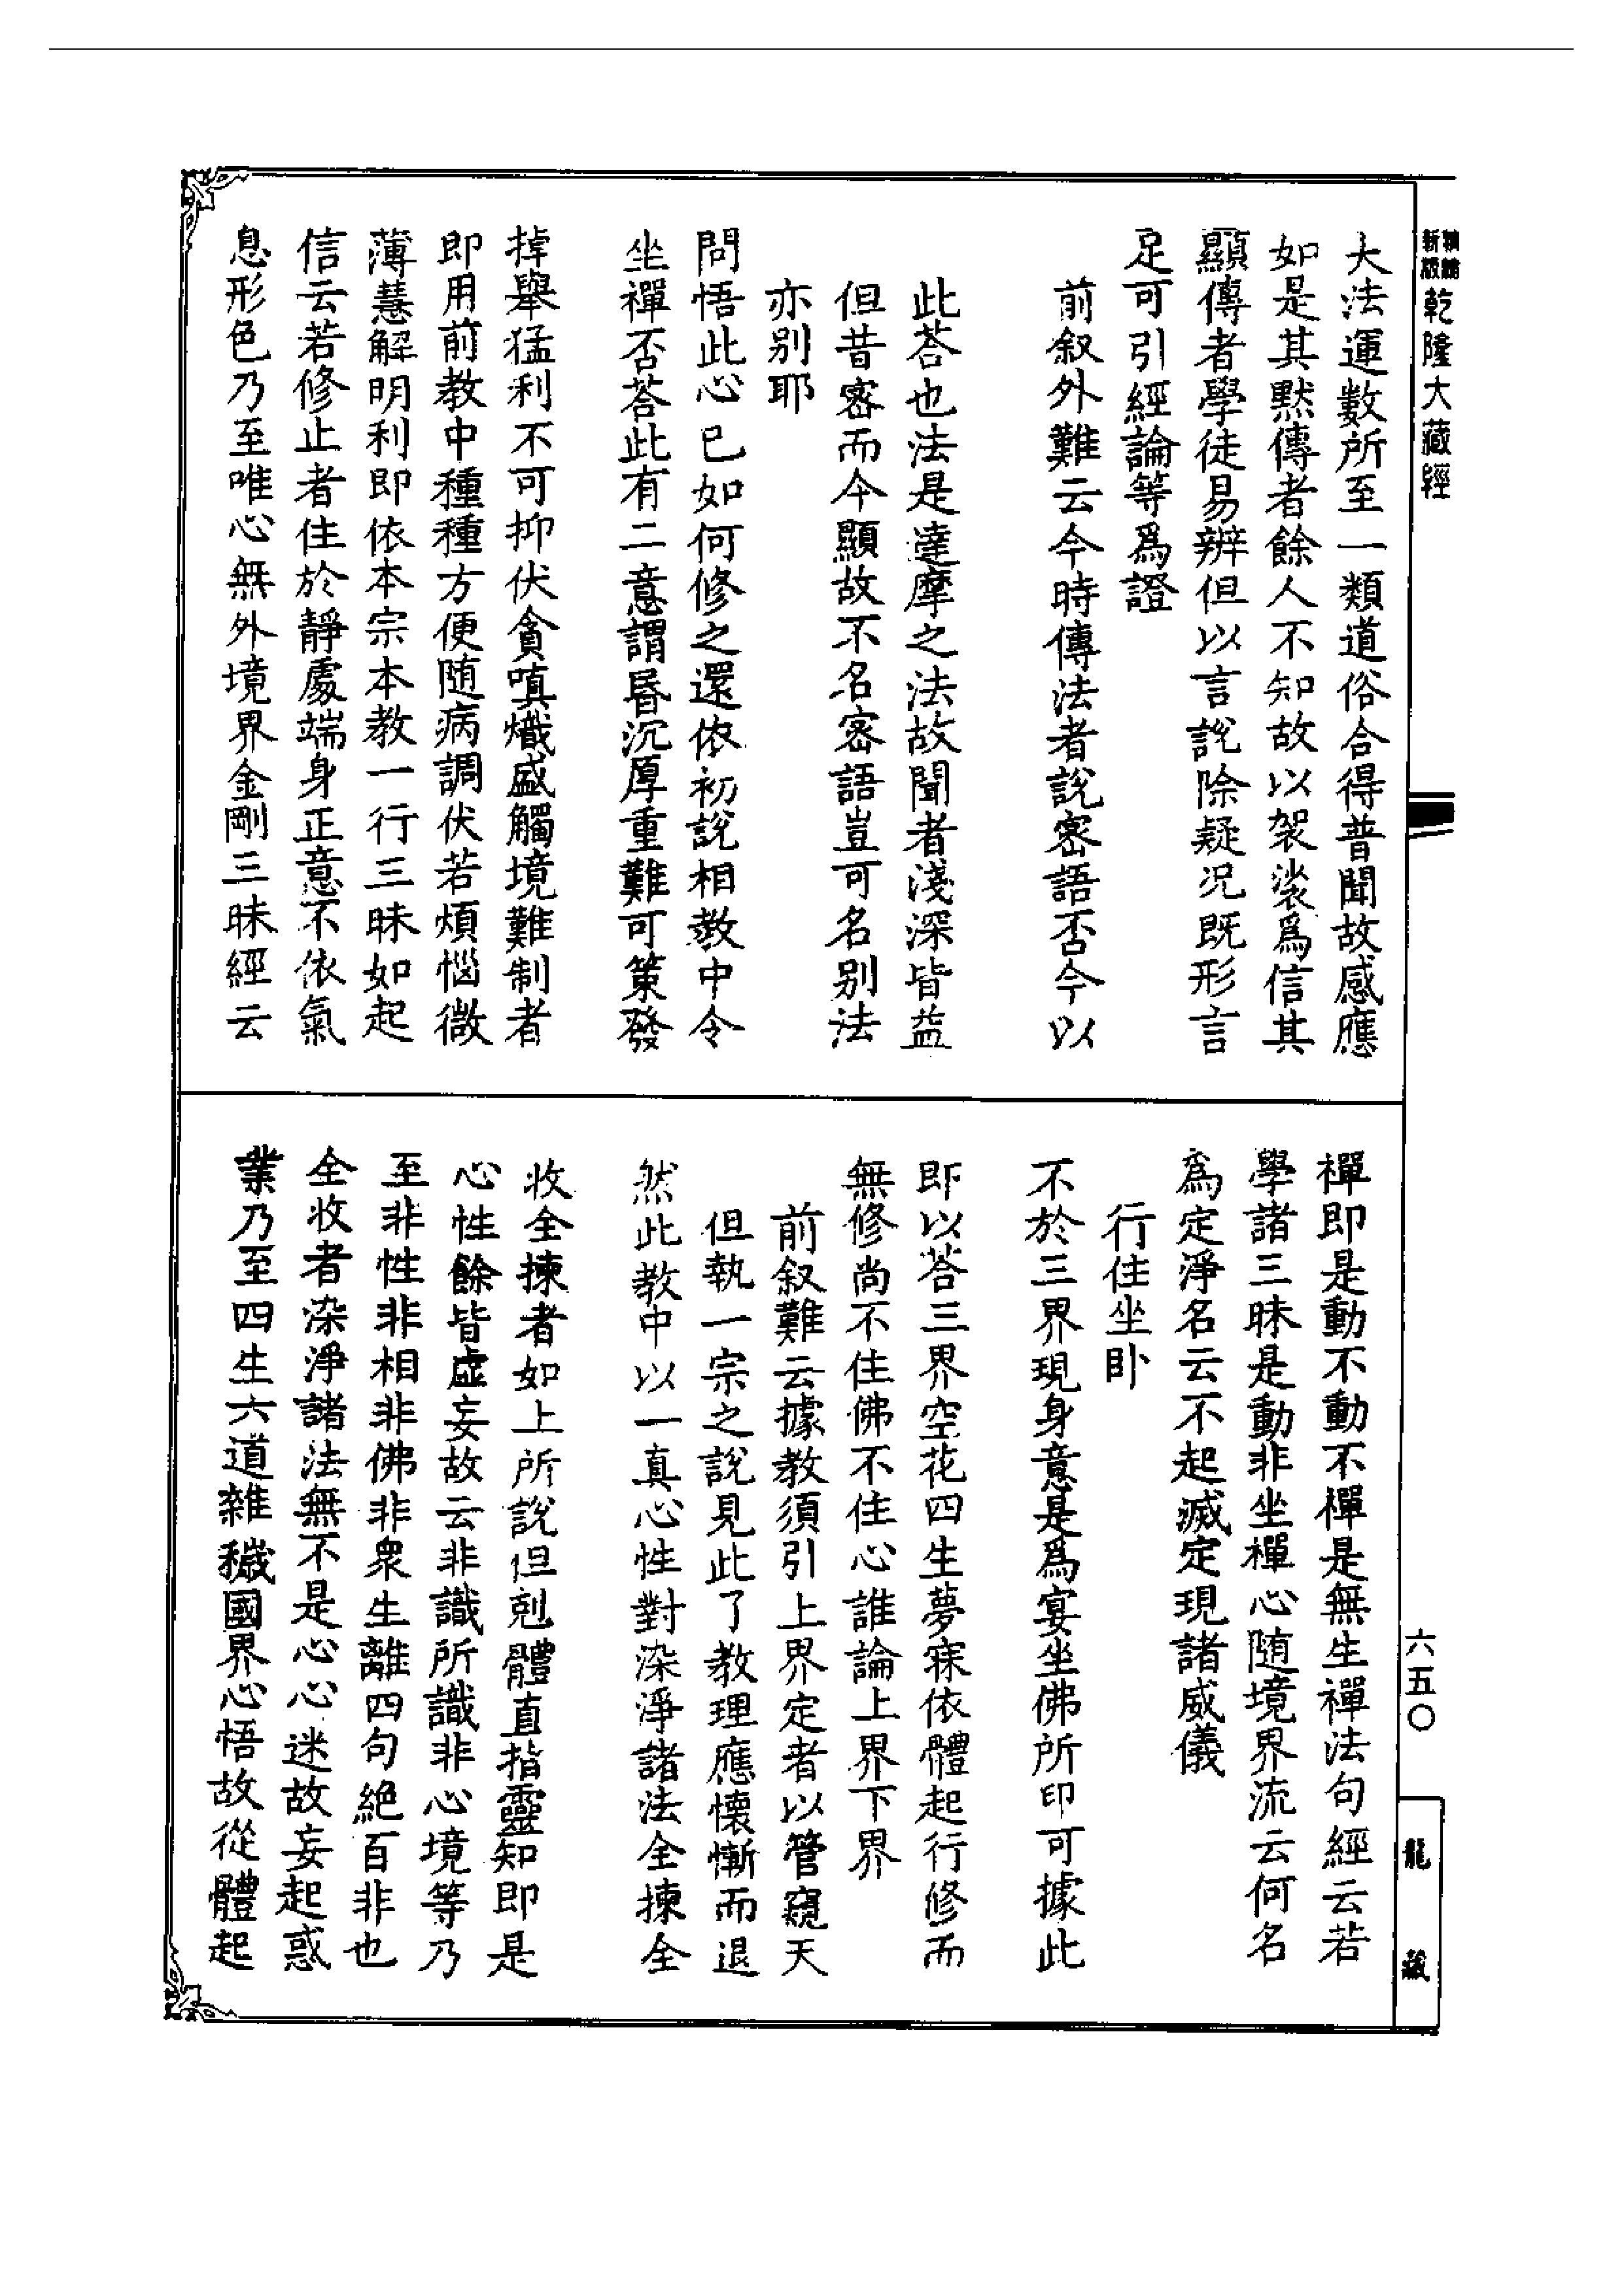 新版
乾隆大藏經
大法運數所至一類道俗合得普聞故感應
如是其默傳者餘人不知故以袈裟爲信其
顯傳者學徒易辨但以言說除疑况既形言
足可引經論等爲證
前叙外難云今時傳法者說密語否今以
此荅也法是達摩之法故聞者淺深皆益
但昔密而今顯故不名密語豈可名别法
亦别耶
問悟此心已如何修之還依初說相教中令
坐禪否荅此有二意謂昬沉厚重難可策發
掉舉猛利不可抑伏貪嗔熾盛觸境難制者
即用前教中種種方便随病調伏若煩惱微
薄慧解明利即依本宗本教一行三昧如起
信云若修止者住於靜處端身正意不依氣
息形色乃至唯心無外境界金剛三昧經云
禪即是動不動不禪是無生禪法句經云若
學諸三昧是動非坐禪心随境界流云何名
爲定淨名云不起滅定現諸威儀
行住坐卧
不於三界現身意是爲宴坐佛所印可據此
即以荅三界空花四生夢寐依體起行修而
無修尚不住佛不住心誰論上界下界
前叙難云據教須引上界定者以管窺天
但執一宗之說見此了教理應懷慚而退
然此教中以一真心性對染淨諸法全揀全
收全揀者如上所說但剋體直指靈知即是
心性餘皆虛妄故云非識所識非心境等乃
至非性非相非佛非衆生離四句絶百非也
全收者染淨諸法無不是心心迷故妄起惑
業乃至四生六道雜穢國界心悟故從體起
六五〇
龍藏